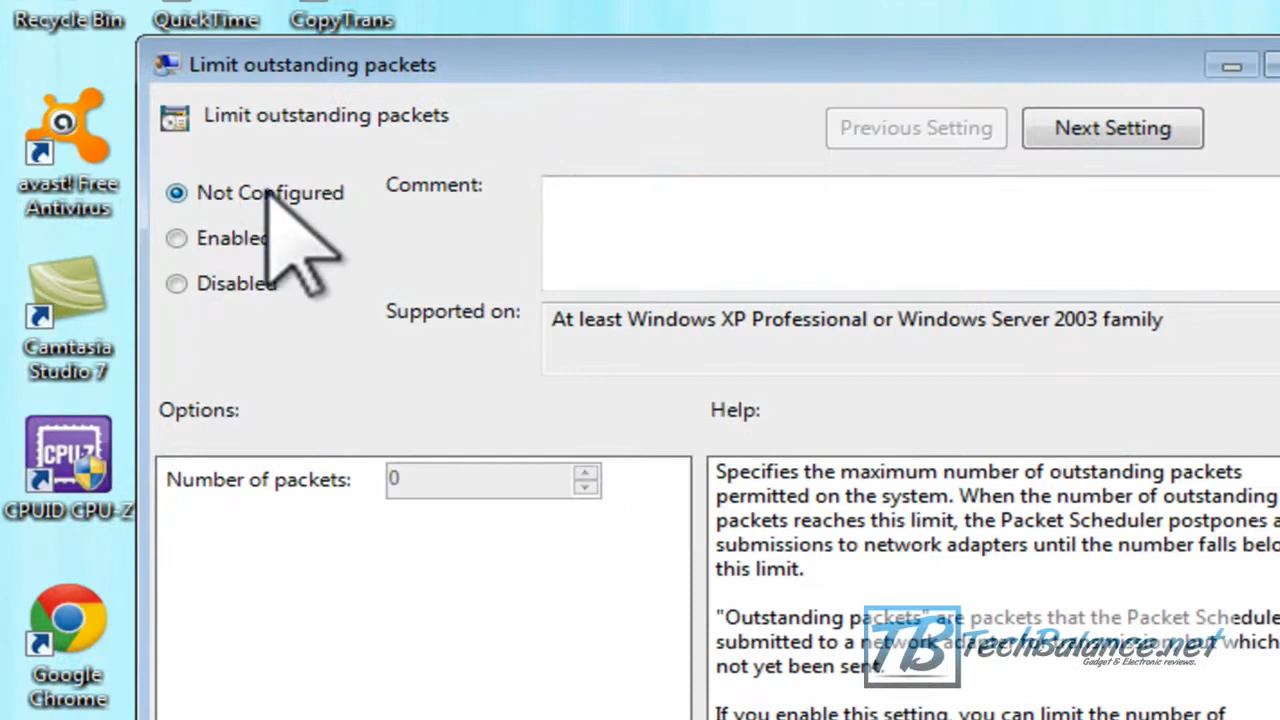 Recycle Bin
QuickTime
CopyTrans
Limit outstanding packets
Limit outstanding packets
Previous Setting
Next Setting
avast! Free
Antivirus
Not Configured
Enabled
Disabled
Comment:
Supported on:
At least Windows XP Professional or Windows Server 2003 family
Camtasia
Studio 7
Options:
Help:
CPU-Z
CPUID CPU-Z
Number of packets:
0
Specifies the maximum number of outstanding packets
permitted on the system. When the number of outstanding
packets reaches this limit, the Packet Scheduler postpones a
submissions to network adapters until the number falls belo
this limit.
"Outstanding packets" are packets that the Packet Schedule
submitted to a network adapter for transmission, but which
not yet been sent.
If you enable this setting, you can limit the number of
TB TechBalance.net
Gadget & Electronic reviews.
Google
Chrome